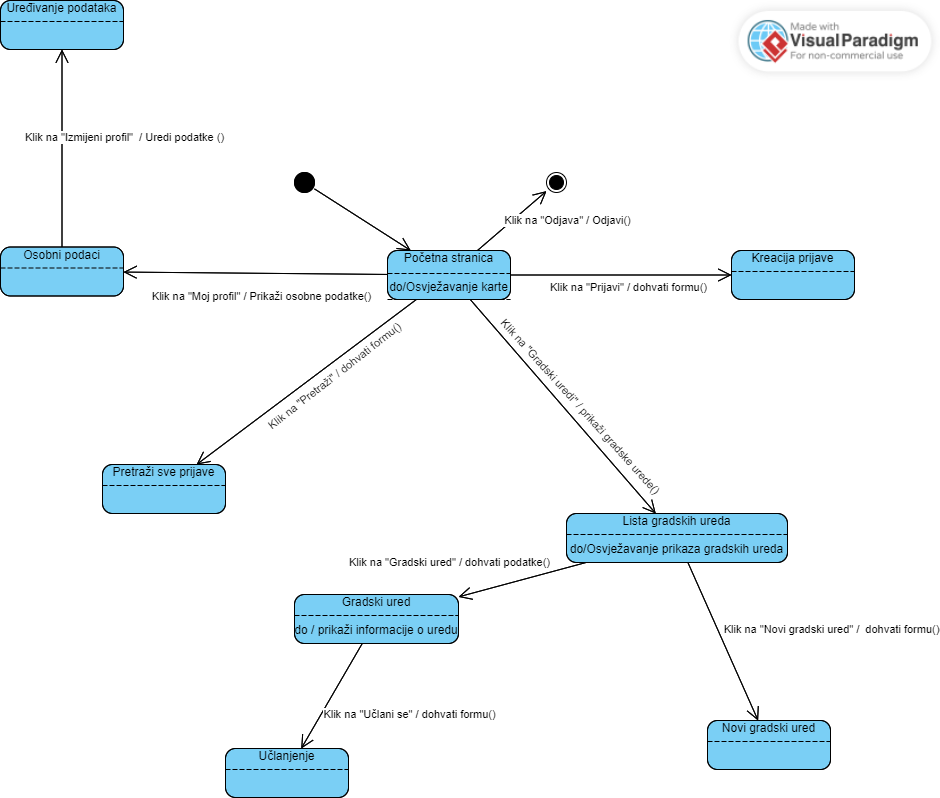 Uređivanje podataka
Made with
Visual Paradigm
For non-commercial use
Klik na "Izmijeni profil"  / Uredi podatke ()
Klik na "Odjava" / Odjavi()
Osobni podaci
Početna stranica
do/Osvježavanje karte
Kreacija prijave
Klik na "Moj profil" / Prikaži osobne podatke()
Klik na "Prijavi" / dohvati formu()
Klik na "Pretraži" / dohvati formu()
Klik na "Gradski uredi" / prikaži gradske urede()
Pretraži sve prijave
Lista gradskih ureda
do/Osvježavanje prikaza gradskih ureda
Klik na "Gradski ured" / dohvati podatke()
Gradski ured
do / prikaži informacije o uredu
Klik na "Novi gradski ured" /  dohvati formu()
Klik na "Učlani se" / dohvati formu()
Novi gradski ured
Učlanjenje